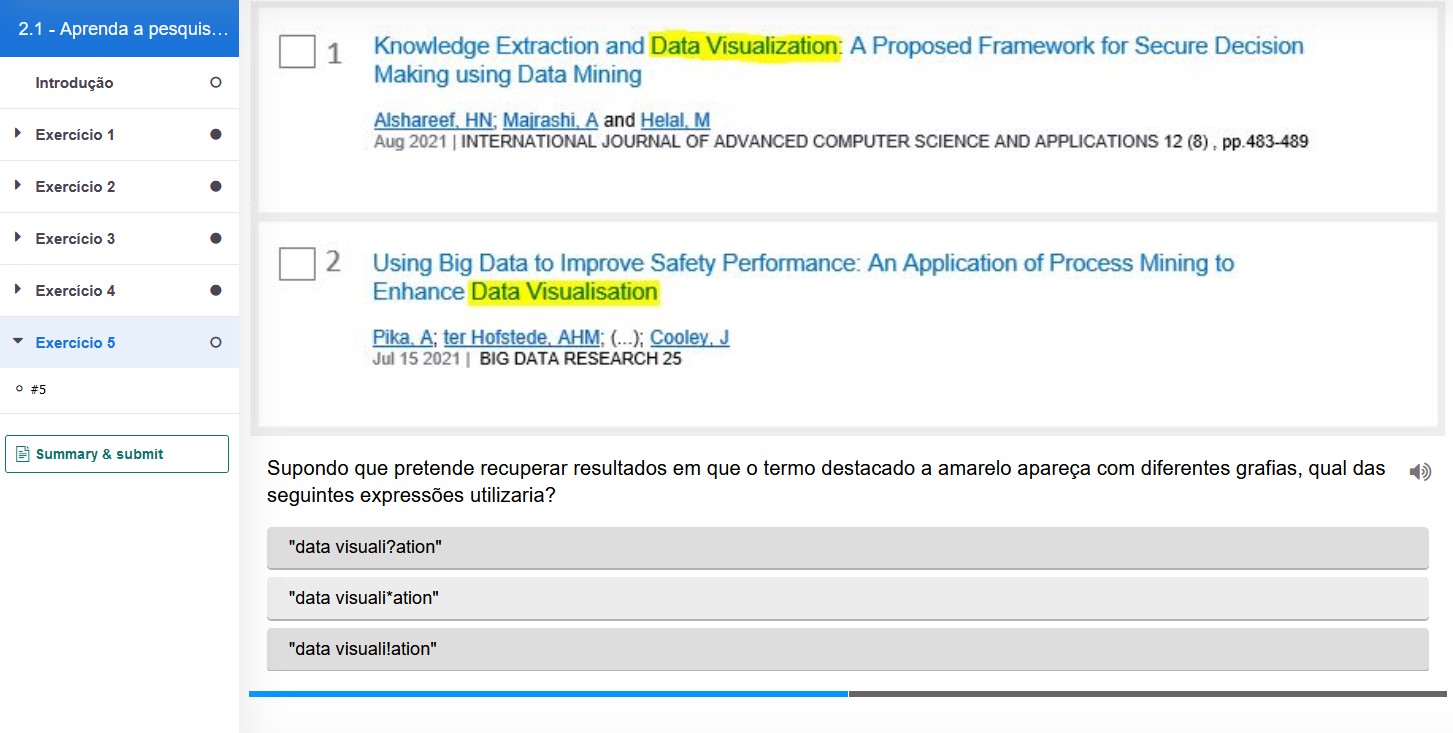 2.1 - Aprenda a pesquis...
Introdução
Exercício 1
Exercício 2
Exercício 3
Exercício 4
Exercício 5
#5
Summary & submit
1
Knowledge Extraction and Data Visualization: A Proposed Framework for Secure Decision
Making using Data Mining
Alshareef, HN; Majrashi, A and Helal, M
Aug 2021 | INTERNATIONAL JOURNAL OF ADVANCED COMPUTER SCIENCE AND APPLICATIONS 12 (8) , pp.483-489
2
Using Big Data to Improve Safety Performance: An Application of Process Mining to
Enhance Data Visualisation
Pika, A; ter Hofstede, AHM; (...); Cooley, J
Jul 15 2021 | BIG DATA RESEARCH 25
Supondo que pretende recuperar resultados em que o termo destacado a amarelo apareça com diferentes grafias, qual das
seguintes expressões utilizaria?
"data visuali?ation"
"data visuali*ation"
"data visuali!ation"